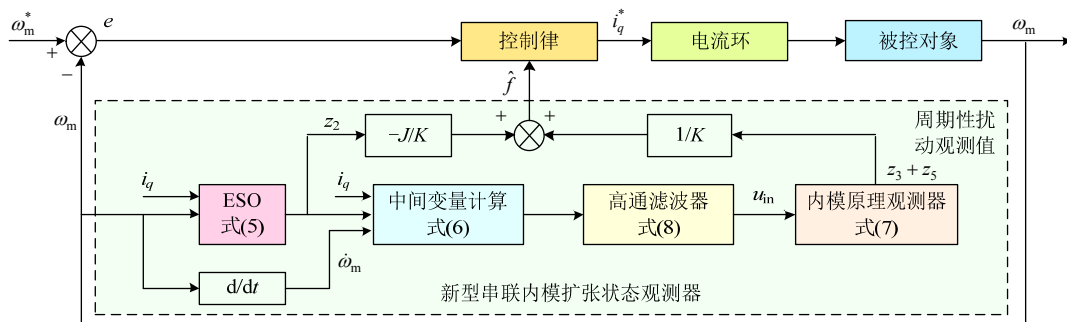 ω*m
e
+
−
控制律
i*q
电流环
被控对象
ωm
ωm
f̂
+
+
z2
−J/K
1/K
周期性扰
动观测值
z3 + z5
iq
ESO
式(5)
iq
中间变量计算
式(6)
高通滤波器
式(8)
uin
内模原理观测器
式(7)
d/dt
ω̇m
新型串联内模扩张状态观测器